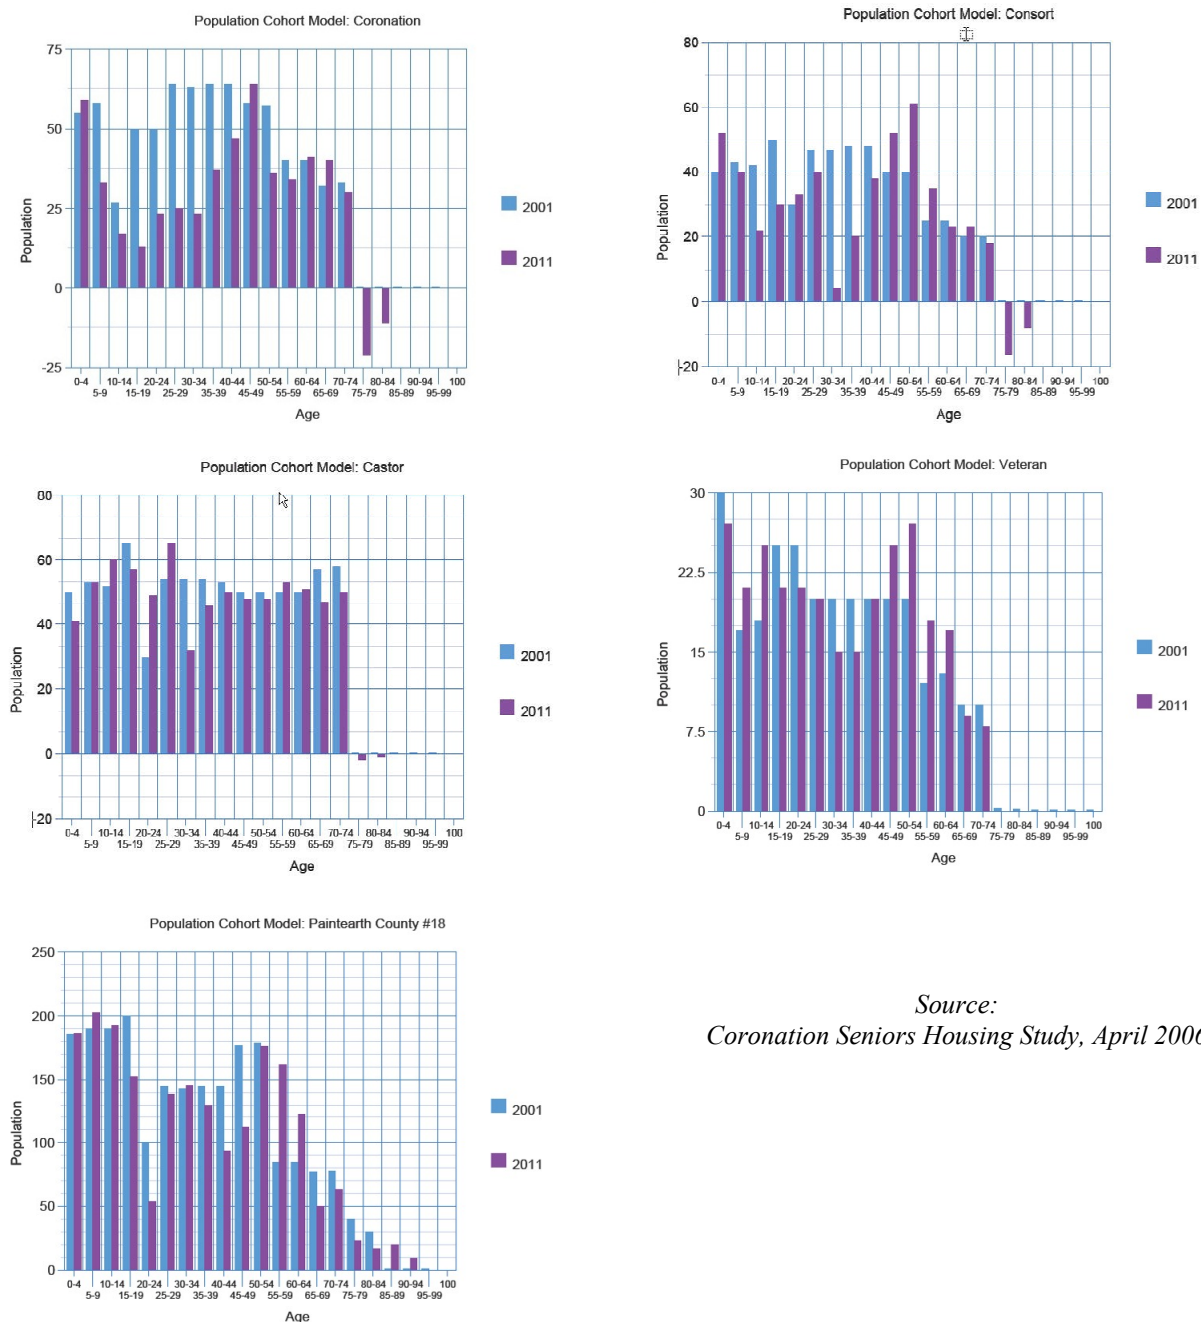 Population Cohort Model: Coronation
75
50
25
0
-25
Population
0-4 10-14 20-24 30-34 40-44 50-54 60-64 70-74 80-84 90-94 100
5-9 15-19 25-29 35-39 45-49 55-59 65-69 75-79 85-89 95-99
Age
2001
2011
Population Cohort Model: Consort
80
60
40
20
0
-20
Population
0-4 10-14 20-24 30-34 40-44 50-54 60-64 70-74 80-84 90-94 100
5-9 15-19 25-29 35-39 45-49 55-59 65-69 75-79 85-89 95-99
Age
2001
2011
Population Cohort Model: Castor
80
60
40
20
0
-20
Population
0-4 10-14 20-24 30-34 40-44 50-54 60-64 70-74 80-84 90-94 100
5-9 15-19 25-29 35-39 45-49 55-59 65-69 75-79 85-89 95-99
Age
2001
2011
Population Cohort Model: Veteran
30
22.5
15
7.5
0
Population
0-4 10-14 20-24 30-34 40-44 50-54 60-64 70-74 80-84 90-94 100
5-9 15-19 25-29 35-39 45-49 55-59 65-69 75-79 85-89 95-99
Age
2001
2011
Population Cohort Model: Paintearth County #18
250
200
150
100
50
0
Population
0-4 10-14 20-24 30-34 40-44 50-54 60-64 70-74 80-84 90-94 100
5-9 15-19 25-29 35-39 45-49 55-59 65-69 75-79 85-89 95-99
Age
2001
2011
Source:
Coronation Seniors Housing Study, April 2006